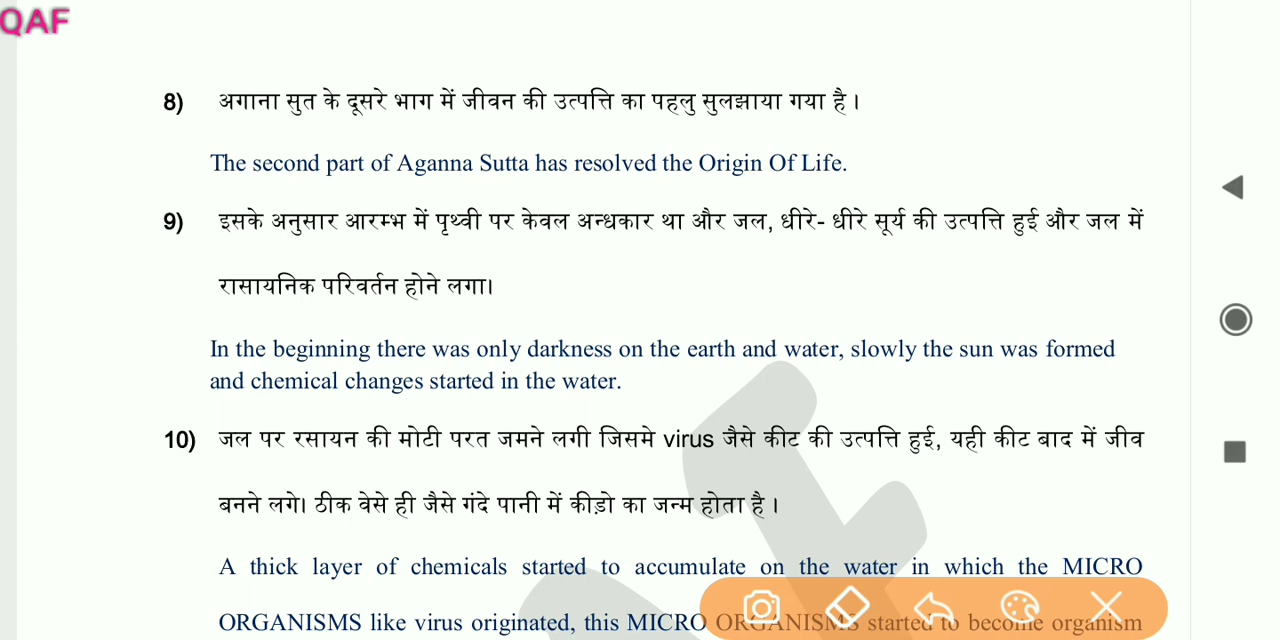 QAF
8) अगाना सुत के दूसरे भाग में जीवन की उत्पत्ति का पहलु सुलझाया गया है ।
The second part of Aganna Sutta has resolved the Origin Of Life.
9) इसके अनुसार आरम्भ में पृथ्वी पर केवल अन्धकार था और जल, धीरे- धीरे सूर्य की उत्पत्ति हुई और जल में
रासायनिक परिवर्तन होने लगा।
In the beginning there was only darkness on the earth and water, slowly the sun was formed
and chemical changes started in the water.
10) जल पर रसायन की मोटी परत जमने लगी जिसमे virus जैसे कीट की उत्पत्ति हुई, यही कीट बाद में जीव
बनने लगे। ठीक वेसे ही जैसे गंदे पानी में कीड़ो का जन्म होता है ।
A thick layer of chemicals started to accumulate on the water in which the MICRO
ORGANISMS like virus originated, this MICRO ORGANISMS started to become organism